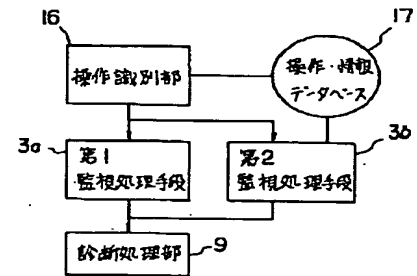 16
操作識別部
17
操作・情報
データベース
3a
第1
監視処理手段
3b
第2
監視処理手段
診断処理部
9